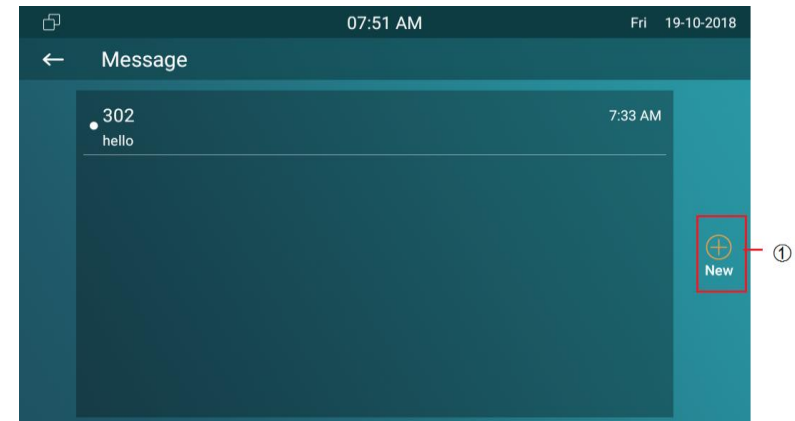 07:51 AM Fri 19-10-2018
← Message
302 7:33 AM
hello
New ①